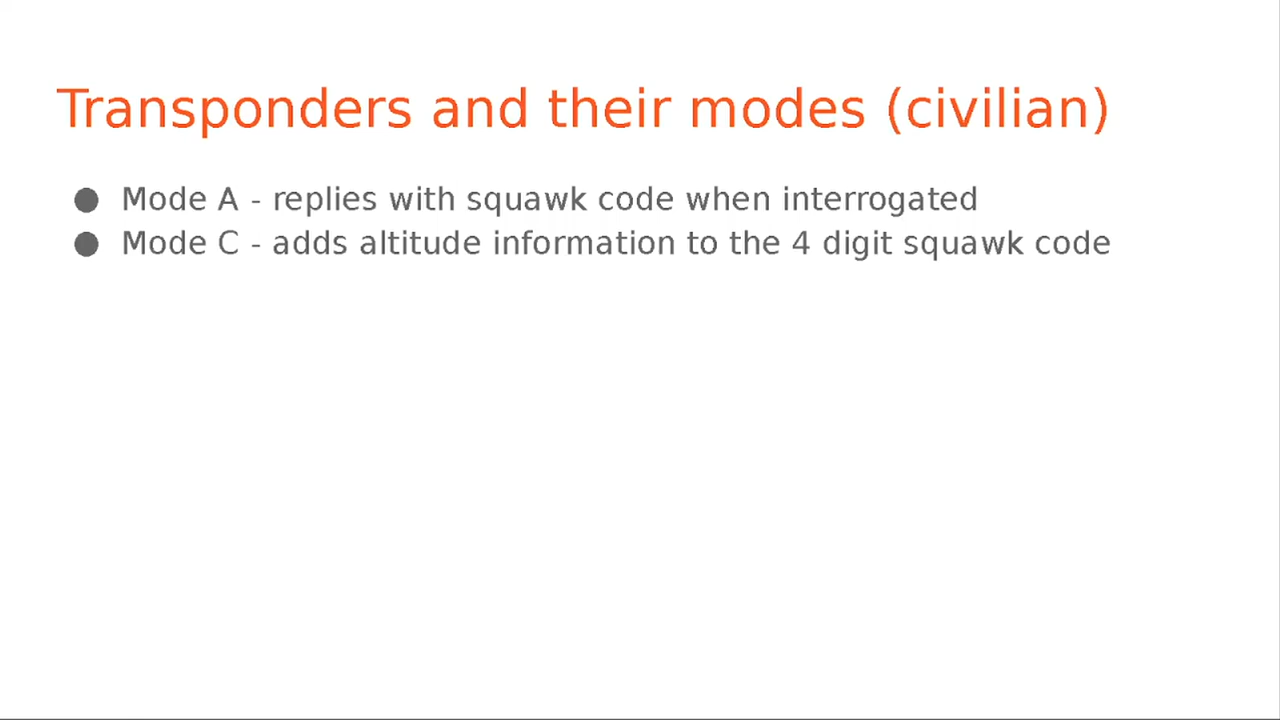 Transponders and their modes (civilian)
● Mode A - replies with squawk code when interrogated
● Mode C - adds altitude information to the 4 digit squawk code